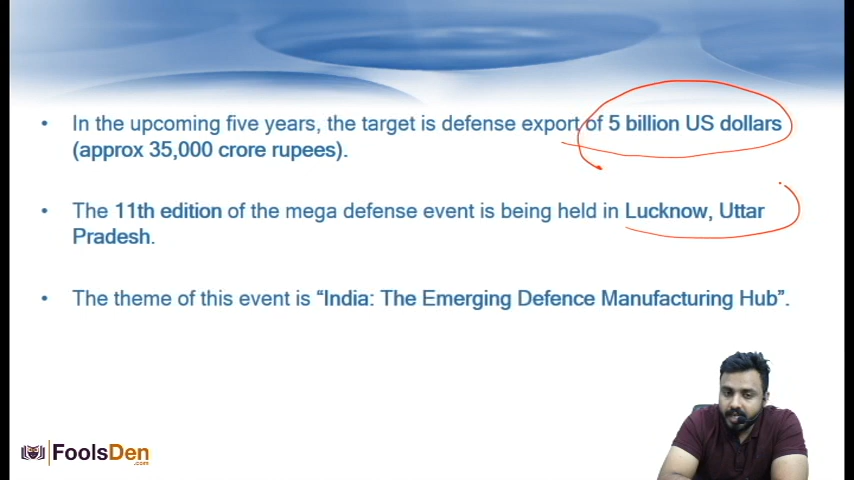 In the upcoming five years, the target is defense export of 5 billion US dollars
(approx 35,000 crore rupees).
The 11th edition of the mega defense event is being held in Lucknow, Uttar
Pradesh.
The theme of this event is “India: The Emerging Defence Manufacturing Hub”.
FoolsDen
.com